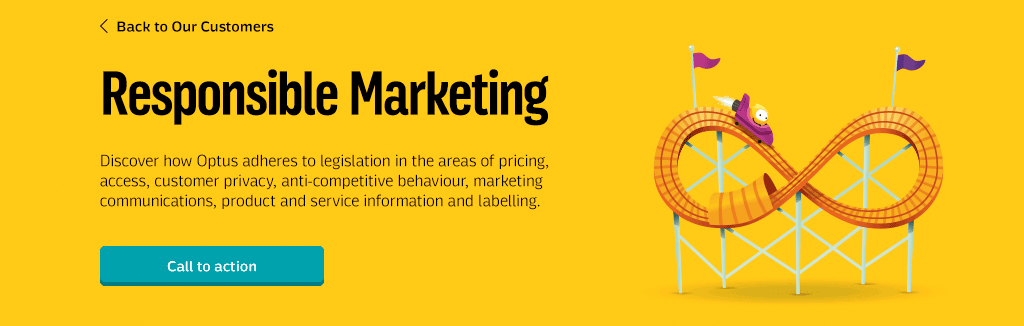 Back to Our Customers
Responsible Marketing
Discover how Optus adheres to legislation in the areas of pricing,
access, customer privacy, anti-competitive behaviour, marketing
communications, product and service information and labelling.
Call to action